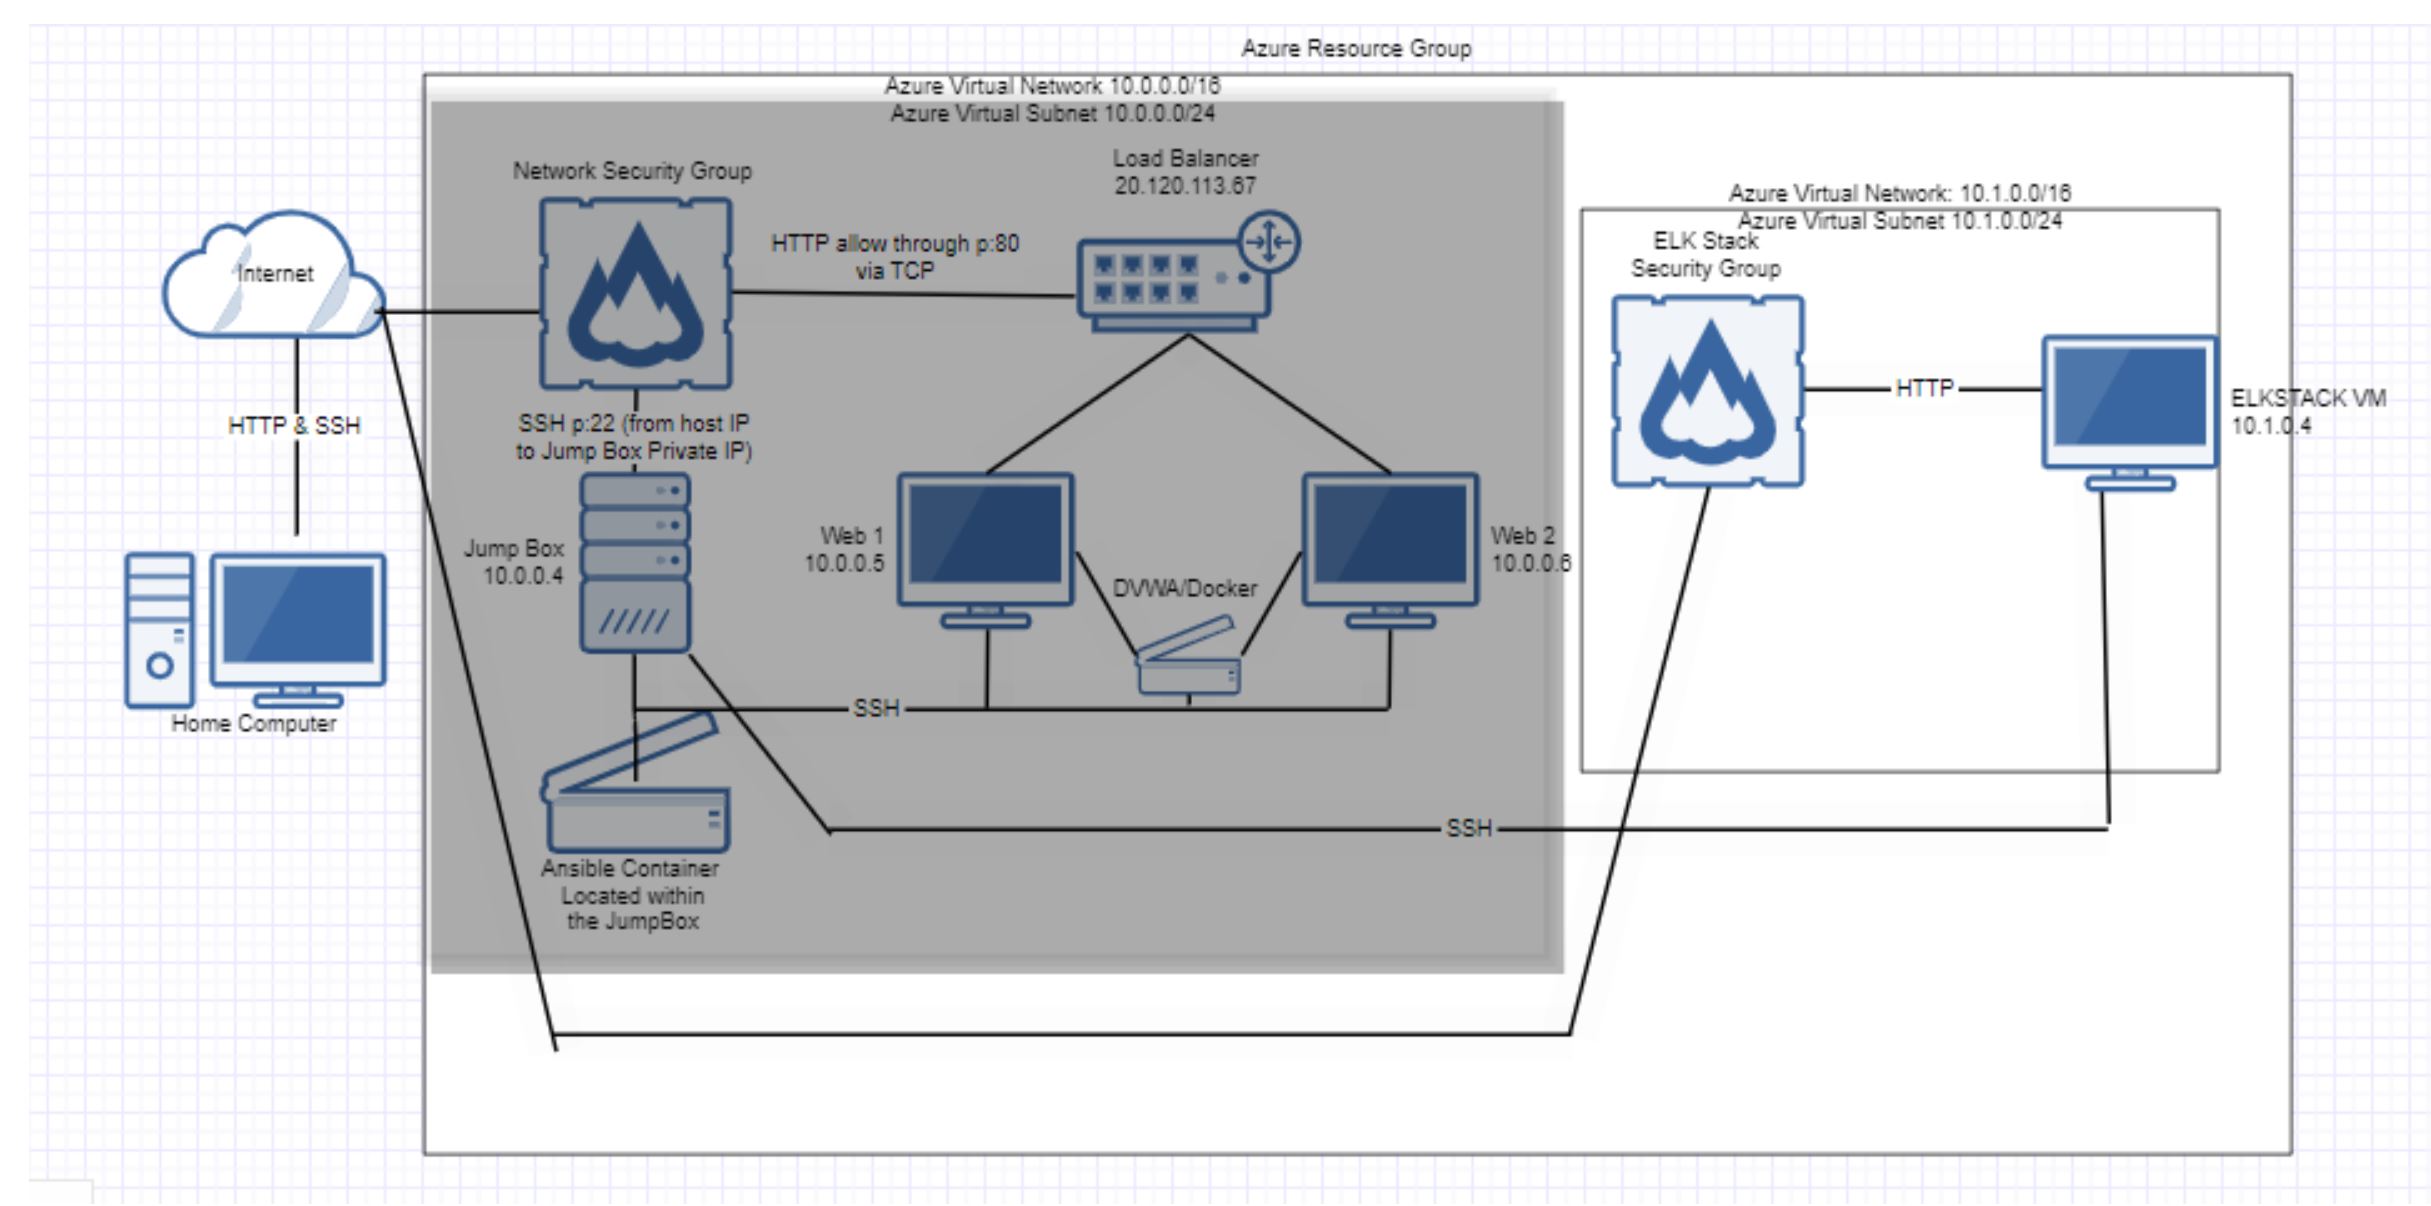 Azure Resource Group
Azure Virtual Network 10.0.0.0/16
Azure Virtual Subnet 10.0.0.0/24
Network Security Group
Load Balancer
20.120.113.67
HTTP allow through p:80
via TCP
Internet
HTTP & SSH
Home Computer
SSH p:22 (from host IP
to Jump Box Private IP)
Jump Box
10.0.0.4
Web 1
10.0.0.5
Web 2
10.0.0.6
DVWA/Docker
SSH
Ansible Container
Located within
the JumpBox
SSH
Azure Virtual Network: 10.1.0.0/16
Azure Virtual Subnet 10.1.0.0/24
ELK Stack
Security Group
HTTP
ELKSTACK VM
10.1.0.4